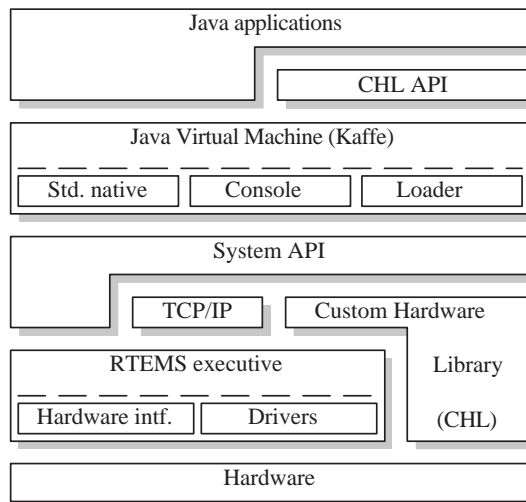 Java applications
CHL API
Java Virtual Machine (Kaffe)
Std. native
Console
Loader
System API
TCP/IP
Custom Hardware
RTEMS executive
Library
Hardware intf.
Drivers
(CHL)
Hardware